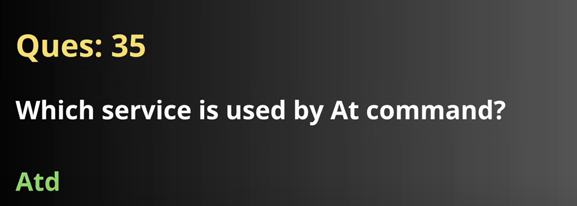 Ques: 35
Which service is used by At command?
Atd